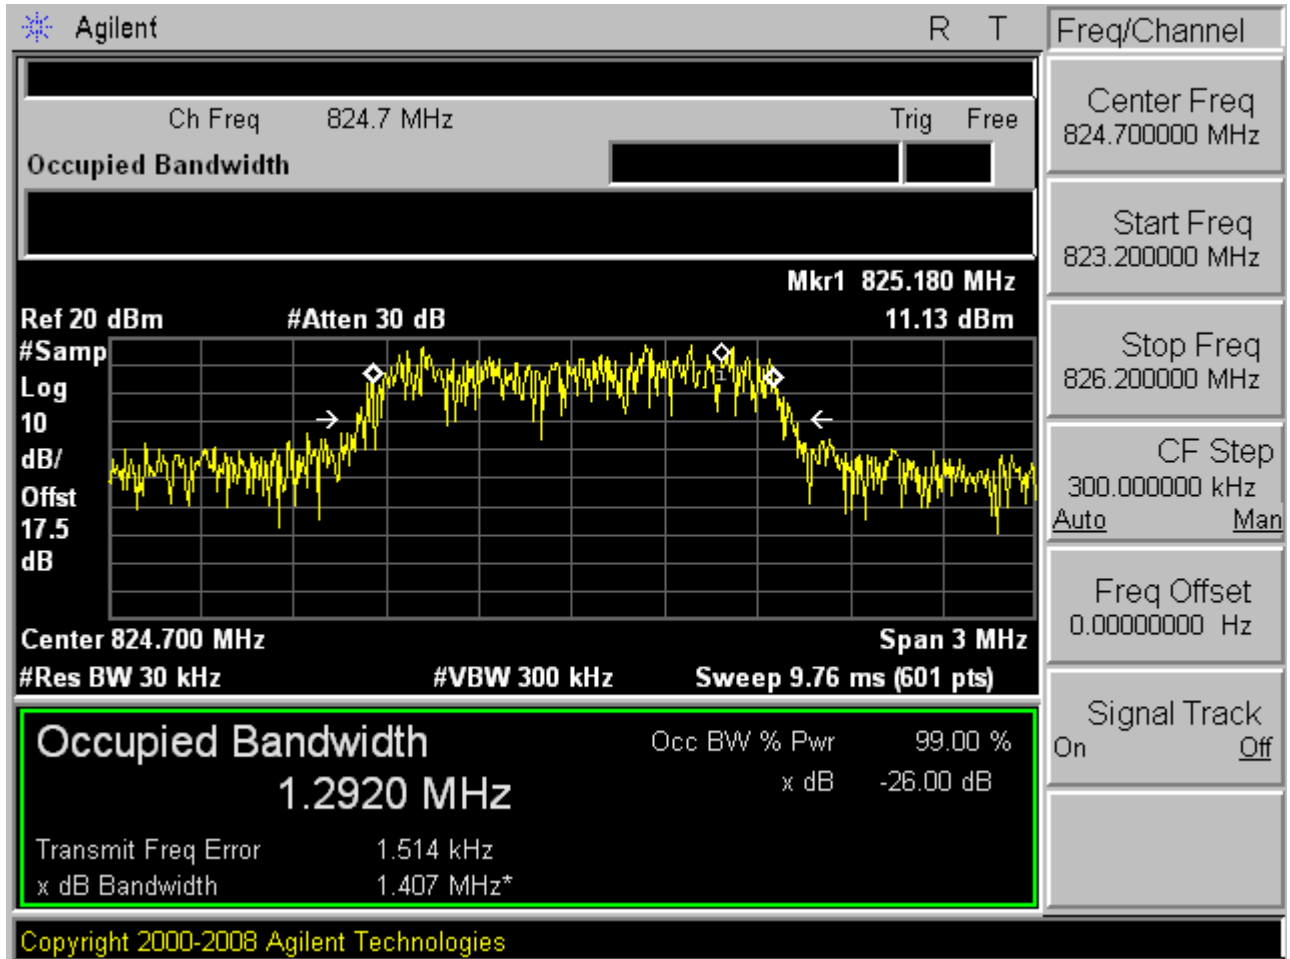 Agilent R T
Freq/Channel
Ch Freq 824.7 MHz Trig Free
Occupied Bandwidth
Center Freq
824.700000 MHz
Start Freq
823.200000 MHz
Stop Freq
826.200000 MHz
CF Step
300.000000 kHz
Auto Man
Freq Offset
0.00000000 Hz
Signal Track
On Off
Mkr1 825.180 MHz
Ref 20 dBm #Atten 30 dB 11.13 dBm
#Samp
Log
10
dB/
Offst
17.5
dB
1
Center 824.700 MHz Span 3 MHz
#Res BW 30 kHz #VBW 300 kHz Sweep 9.76 ms (601 pts)
Occupied Bandwidth Occ BW % Pwr 99.00 %
1.2920 MHz x dB -26.00 dB
Transmit Freq Error 1.514 kHz
x dB Bandwidth 1.407 MHz*
Copyright 2000-2008 Agilent Technologies